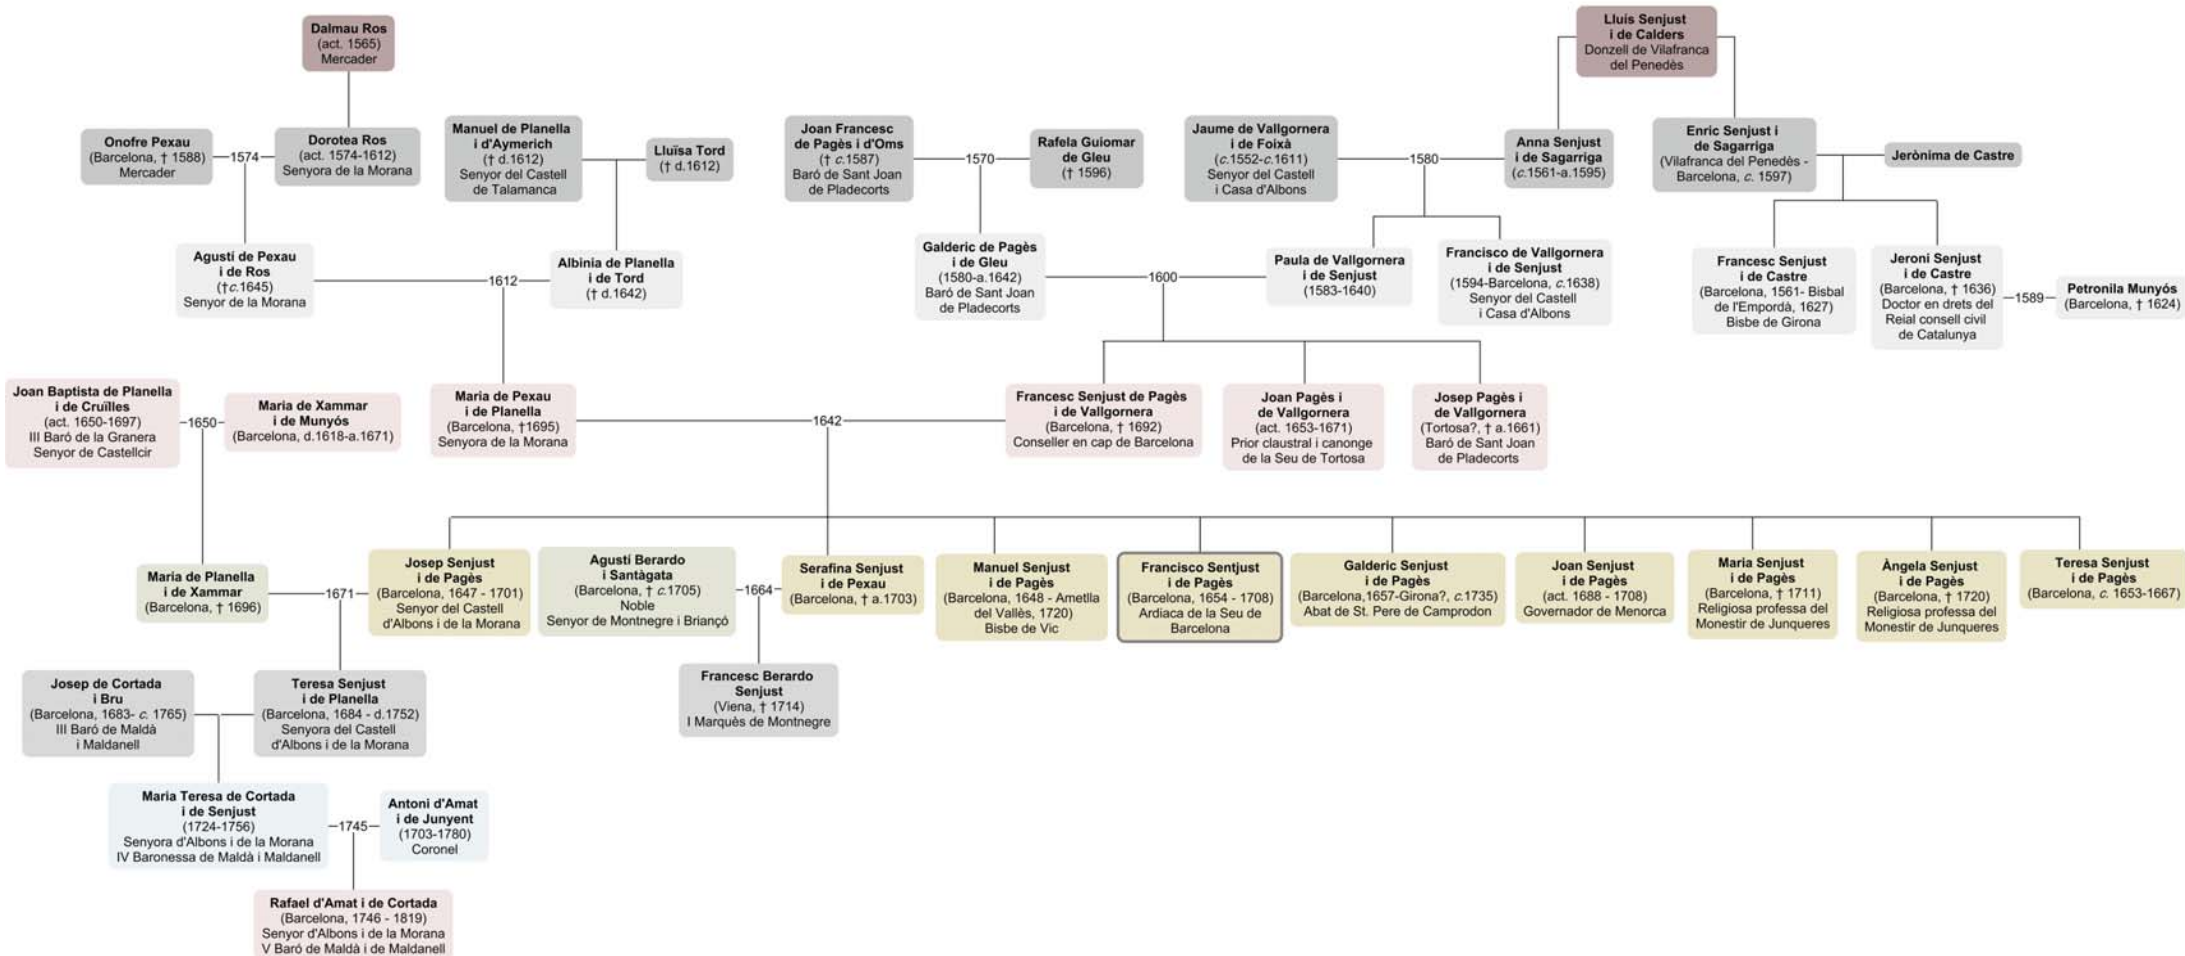 Dalmau Ros
(act. 1565)
Mercader
Lluis Senjust
i de Calders
Donzell de Vilafranca
del Penedès
Onofre Pexau
(Barcelona, † 1588)
Mercader
1574
Dorotea Ros
(act. 1574-1612)
Senyora de la Morana
Manuel de Planella
i d'Aymerich
(† d.1612)
Senyor del Castell
de Talamanca
Lluïsa Tord
(† d.1612)
Joan Francesc
de Pagès i d'Oms
(† c.1587)
Baró de Sant Joan
de Pladecorts
1570
Rafela Guiomar
de Gleu
(† 1596)
Jaume de Vallgornera
i de Foixà
(c.1552-c.1611)
Senyor del Castell
i Casa d'Albons
1580
Anna Senjust
i de Sagarriga
(c.1561-a.1595)
Enric Senjust i
de Sagarriga
(Vilafranca del Penedès -
Barcelona, c. 1597)
Jerònima de Castre
Agustí de Pexau
i de Ros
(†c.1645)
Senyor de la Morana
1612
Albinia de Planella
i de Tord
(† d.1642)
Galderic de Pagès
i de Gleu
(1580-a.1642)
Baró de Sant Joan
de Pladecorts
1600
Paula de Vallgornera
i de Senjust
(1583-1640)
Francisco de Vallgornera
i de Senjust
(1594-Barcelona, c.1638)
Senyor del Castell
i Casa d'Albons
Francesc Senjust
i de Castre
(Barcelona, 1561- Bisbal
de l'Empordà, 1627)
Bisbe de Girona
Jeroni Senjust
i de Castre
(Barcelona, † 1636)
Doctor en drets del
Reial consell civil
de Catalunya
1589
Petronila Munyós
(Barcelona, † 1624)
Joan Baptista de Planella
i de Cruïlles
(act. 1650-1697)
III Baró de la Granera
Senyor de Castellcir
1650
Maria de Xammar
i de Munyós
(Barcelona, d.1618-a.1671)
Maria de Pexau
i de Planella
(Barcelona, †1695)
Senyora de la Morana
1642
Francesc Senjust de Pagès
i de Vallgornera
(Barcelona, † 1692)
Conseller en cap de Barcelona
Joan Pagès i
de Vallgornera
(act. 1653-1671)
Prior claustral i canonge
de la Seu de Tortosa
Josep Pagès i
de Vallgornera
(Tortosa?, † a.1661)
Baró de Sant Joan
de Pladecorts
Maria de Planella
i de Xammar
(Barcelona, † 1696)
1671
Josep Senjust
i de Pagès
(Barcelona, 1647 - 1701)
Senyor del Castell
d'Albons i de la Morana
Agustí Berardo
i Santàgata
(Barcelona, † c.1705)
Noble
Senyor de Montnegre i Briançó
1664
Serafina Senjust
i de Pexau
(Barcelona, † a.1703)
Manuel Senjust
i de Pagès
(Barcelona, 1648 - Ametlla
del Vallès, 1720)
Bisbe de Vic
Francisco Sentjust
i de Pagès
(Barcelona, 1654 - 1708)
Ardiaca de la Seu de
Barcelona
Galderic Senjust
i de Pagès
(Barcelona,1657-Girona?, c.1735)
Abat de St. Pere de Camprodon
Joan Senjust
i de Pagès
(act. 1688 - 1708)
Governador de Menorca
Maria Senjust
i de Pagès
(Barcelona, † 1711)
Religiosa professa del
Monestir de Junqueres
Àngela Senjust
i de Pagès
(Barcelona, † 1720)
Religiosa professa del
Monestir de Junqueres
Teresa Senjust
i de Pagès
(Barcelona, c. 1653-1667)
Josep de Cortada
i Bru
(Barcelona, 1683- c. 1765)
III Baró de Maldà
i Maldanell
Teresa Senjust
i de Planella
(Barcelona, 1684 - d.1752)
Senyora del Castell
d'Albons i de la Morana
Francesc Berardo
Senjust
(Viena, † 1714)
I Marquès de Montnegre
Maria Teresa de Cortada
i de Senjust
(1724-1756)
Senyora d'Albons i de la Morana
IV Baronessa de Maldà i Maldanell
1745
Antoni d'Amat
i de Junyent
(1703-1780)
Coronel
Rafael d'Amat i de Cortada
(Barcelona, 1746 - 1819)
Senyor d'Albons i de la Morana
V Baró de Maldà i de Maldanell